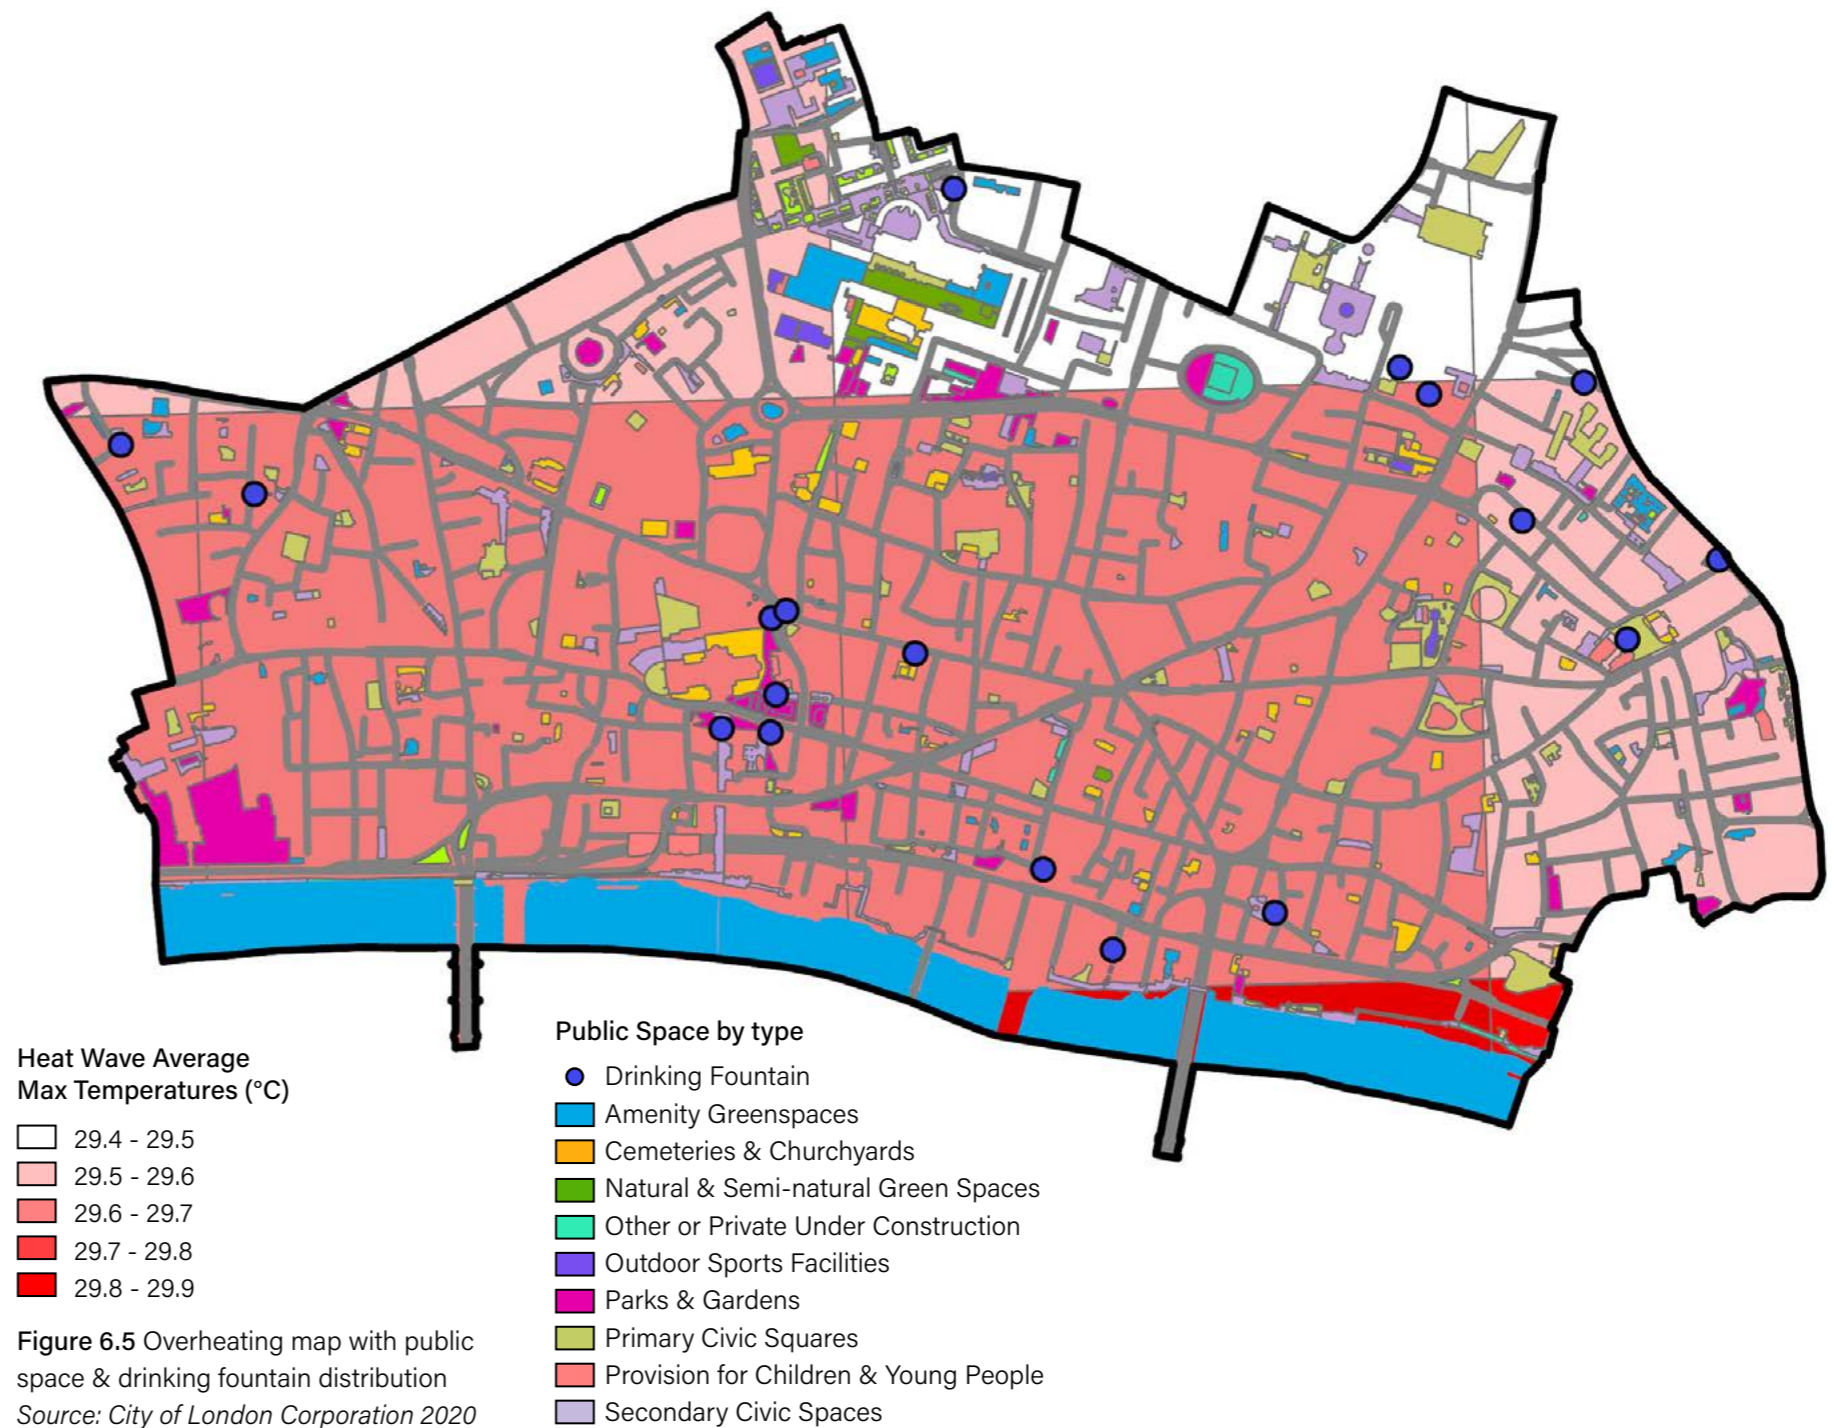 Heat Wave Average
Max Temperatures (°C)
29.4 - 29.5
29.5 - 29.6
29.6 - 29.7
29.7 - 29.8
29.8 - 29.9
Figure 6.5 Overheating map with public
space & drinking fountain distribution
Source: City of London Corporation 2020
Public Space by type
Drinking Fountain
Amenity Greenspaces
Cemeteries & Churchyards
Natural & Semi-natural Green Spaces
Other or Private Under Construction
Outdoor Sports Facilities
Parks & Gardens
Primary Civic Squares
Provision for Children & Young People
Secondary Civic Spaces